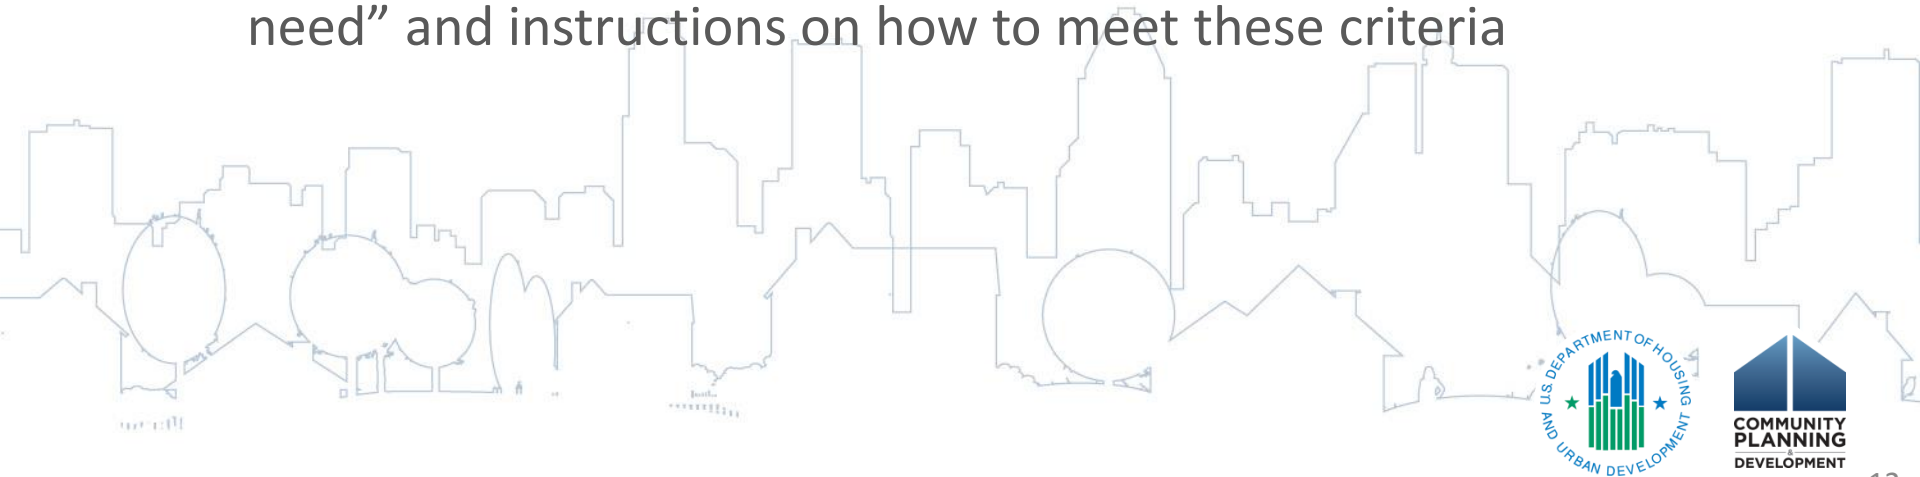 need” and instructions on how to meet these criteria
U.S. DEPARTMENT OF HOUSING
AND URBAN DEVELOPMENT
COMMUNITY
PLANNING
&
DEVELOPMENT